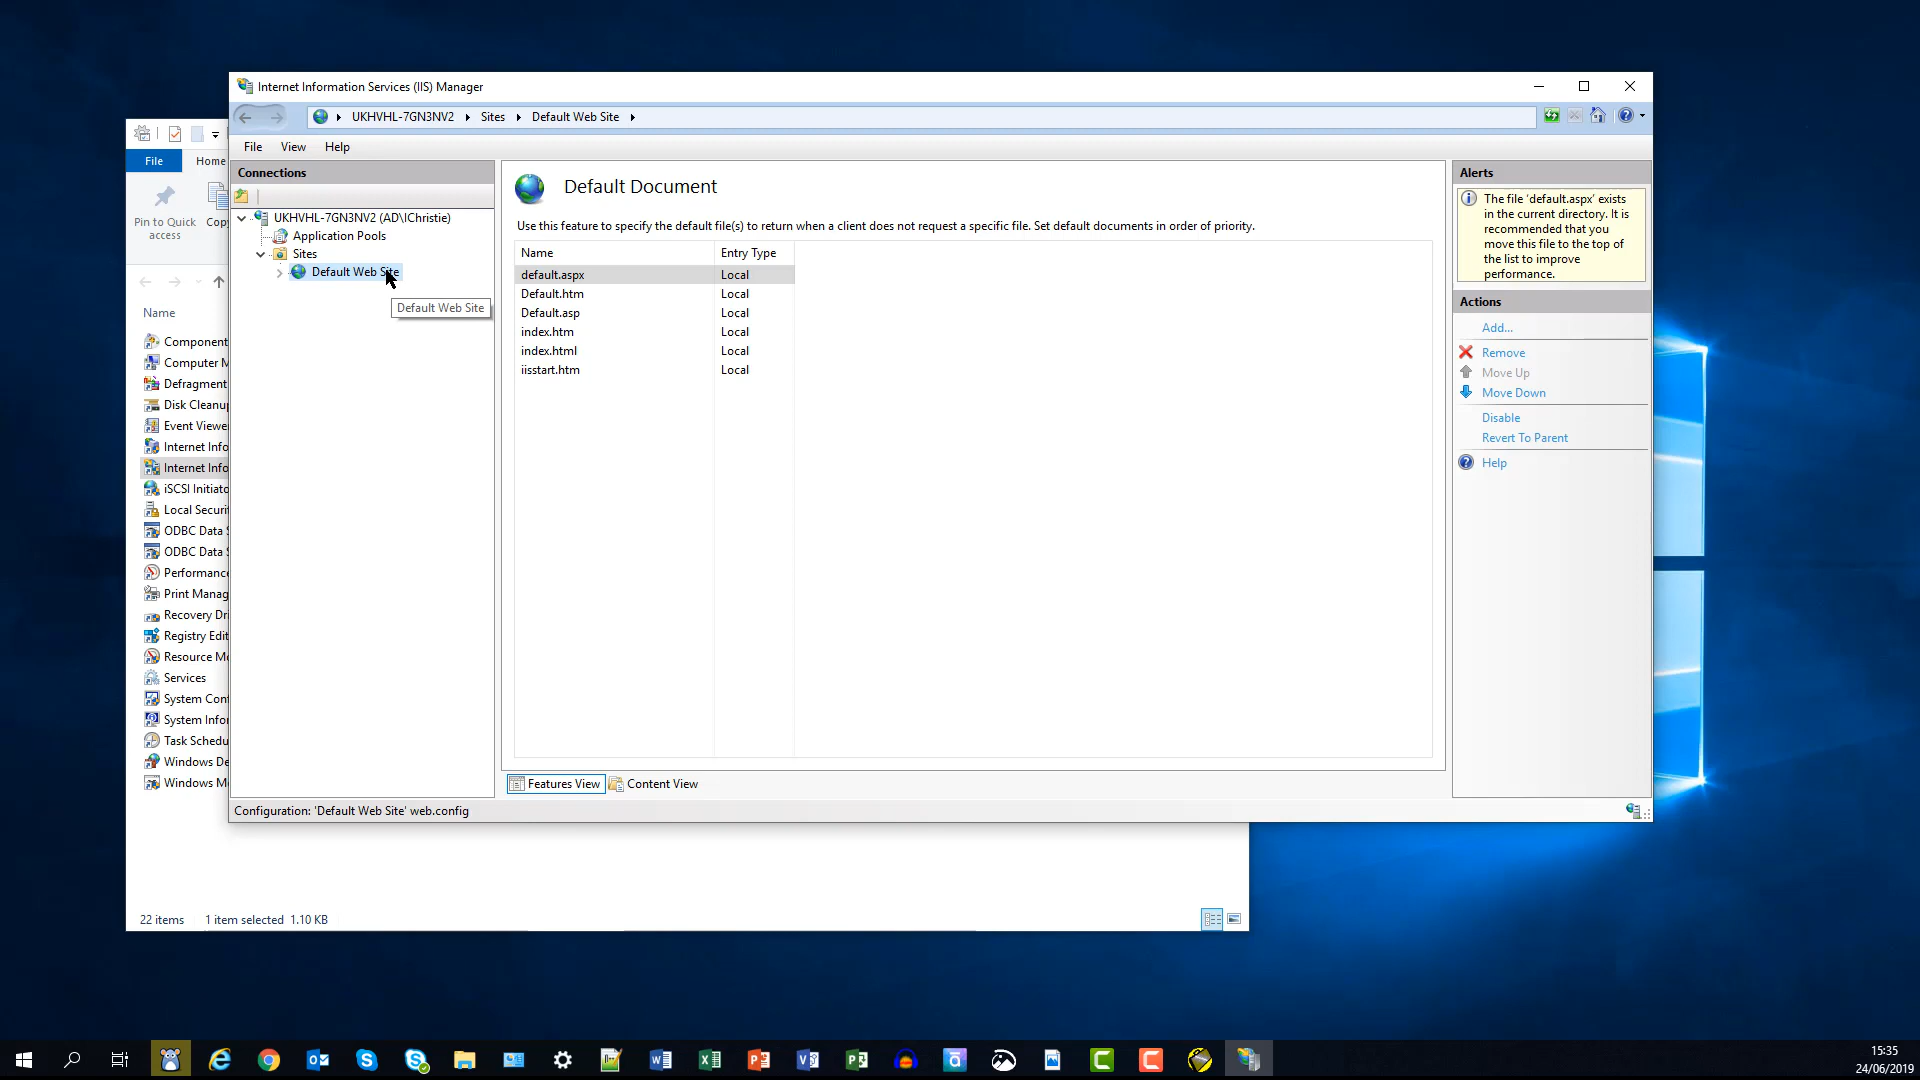 Internet Information Services (IIS) Manager
UKHVHL-7GN3NV2 Sites Default Web Site
File View Help
Connections
UKHVHL-7GN3NV2 (AD\IChristie)
Application Pools
Sites
Default Web Site
Default Web Site
Default Document
Use this feature to specify the default file(s) to return when a client does not request a specific file. Set default documents in order of priority.
Name Entry Type
default.aspx Local
Default.htm Local
Default.asp Local
index.htm Local
index.html Local
iisstart.htm Local
Features View Content View
Configuration: 'Default Web Site' web.config
Alerts
The file 'default.aspx' exists
in the current directory. It is
recommended that you
move this file to the top of
the list to improve
performance.
Actions
Add...
Remove
Move Up
Move Down
Disable
Revert To Parent
Help
File Home
Pin to Quick
access
Copy
Name
Component
Computer M
Defragment
Disk Cleanu
Event Viewe
Internet Info
Internet Info
iSCSI Initiato
Local Securi
ODBC Data S
ODBC Data S
Performance
Print Manag
Recovery Dri
Registry Edit
Resource Mo
Services
System Con
System Infor
Task Schedu
Windows De
Windows Me
22 items 1 item selected 1.10 KB
15:35
24/06/2019